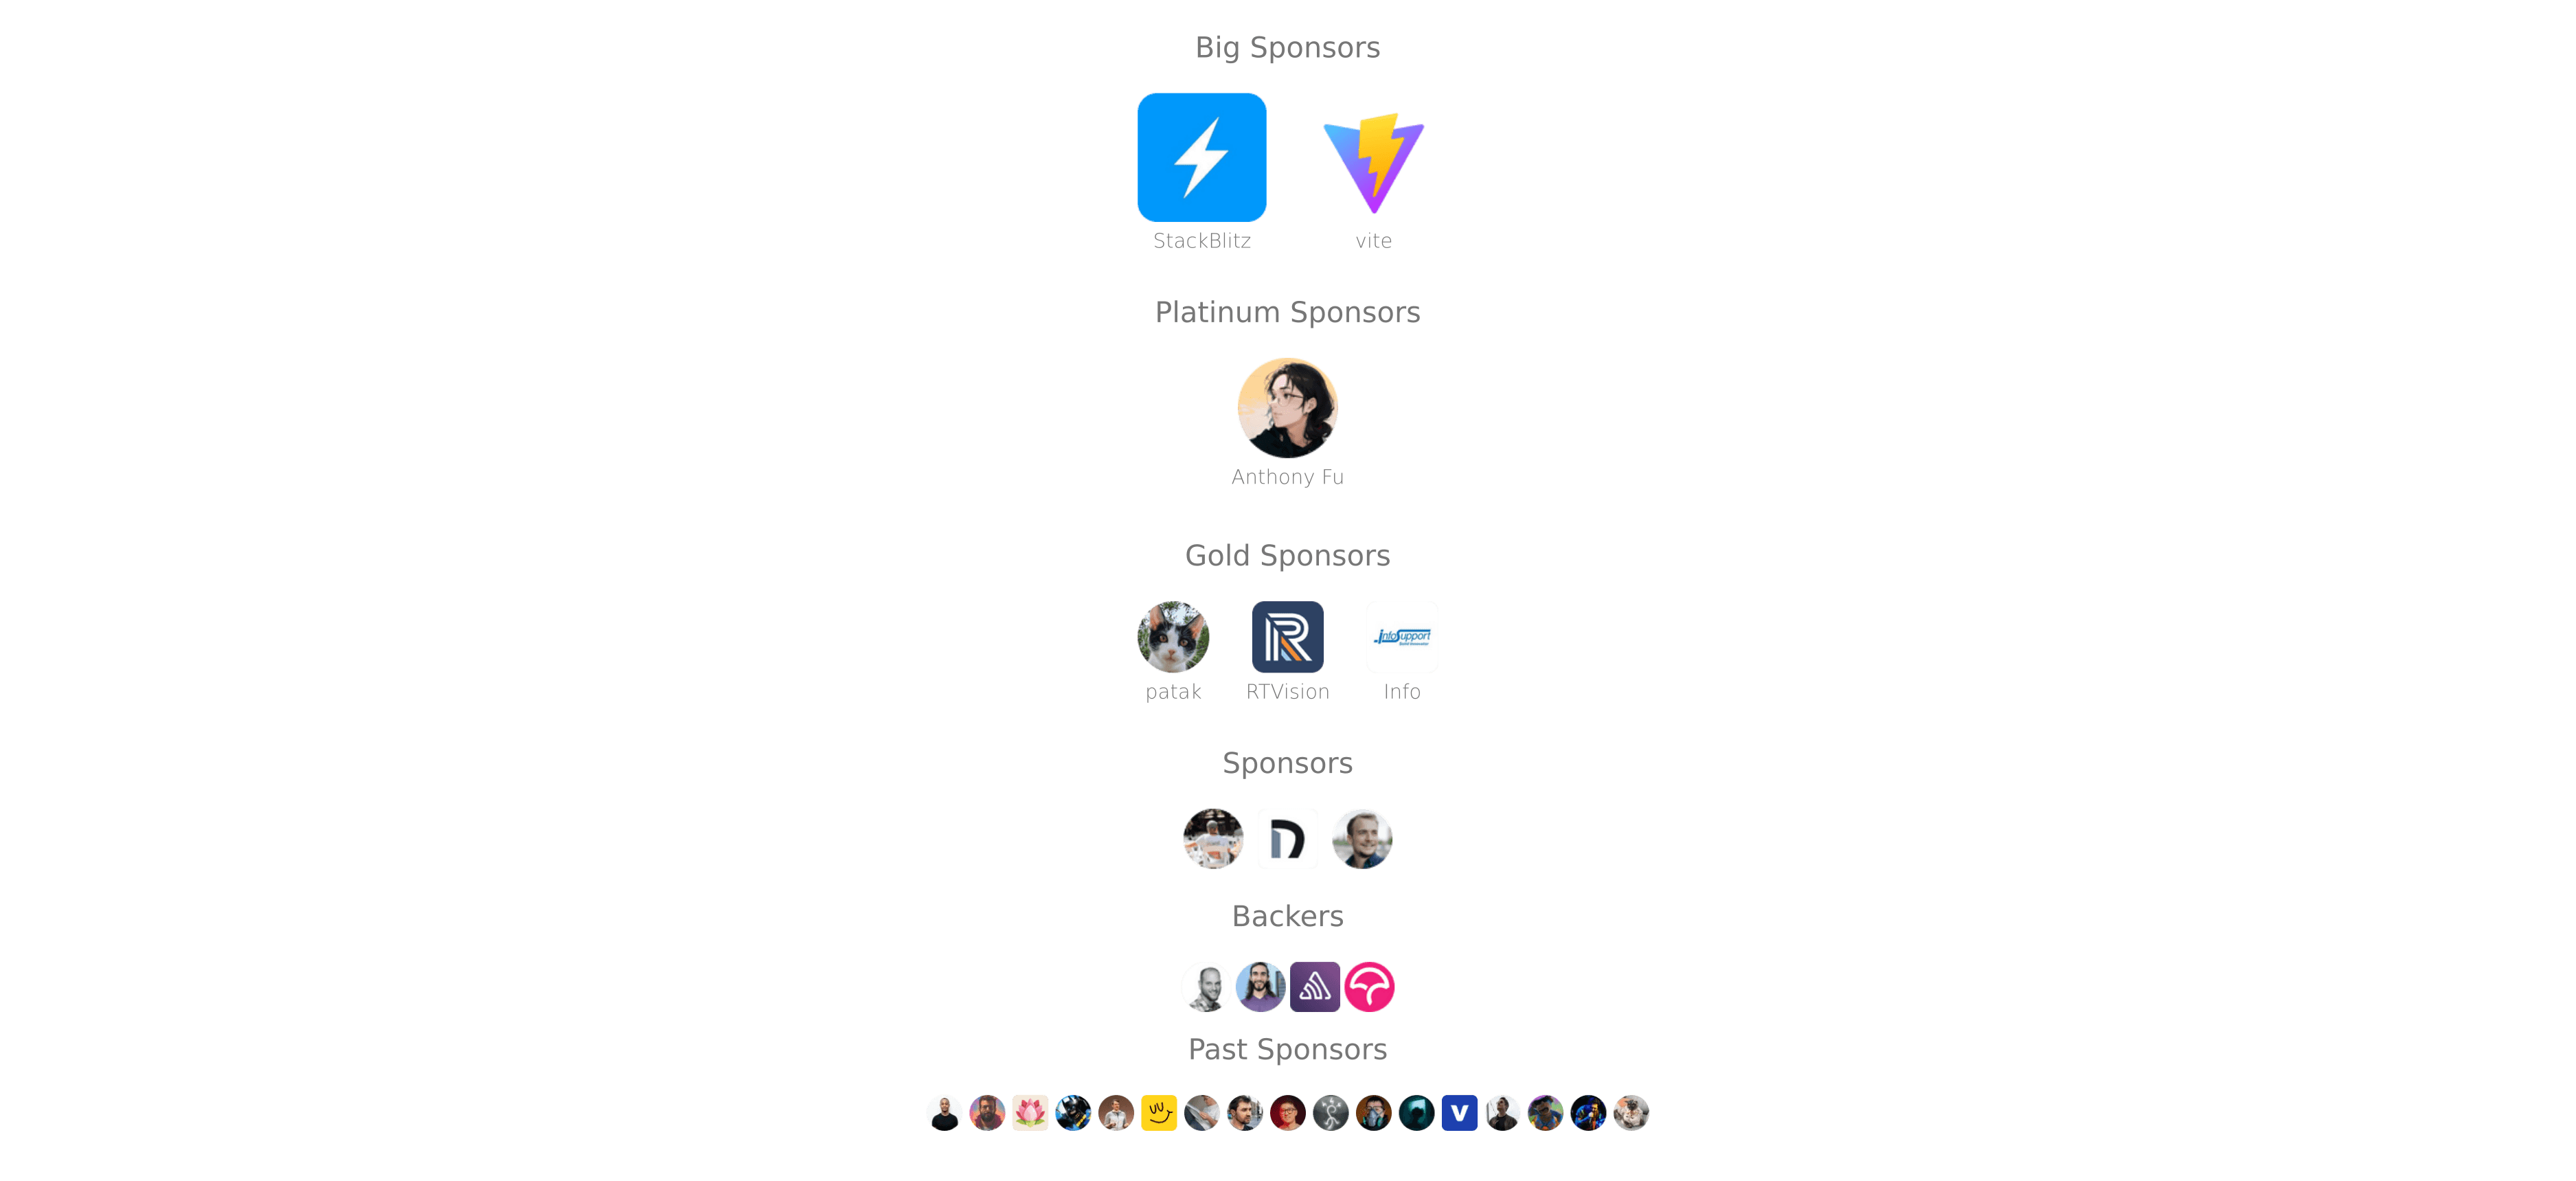 Big Sponsors
StackBlitz
vite
Platinum Sponsors
Anthony Fu
Gold Sponsors
infoSupport
patak
RTVision
Info
Sponsors
Backers
Past Sponsors
V